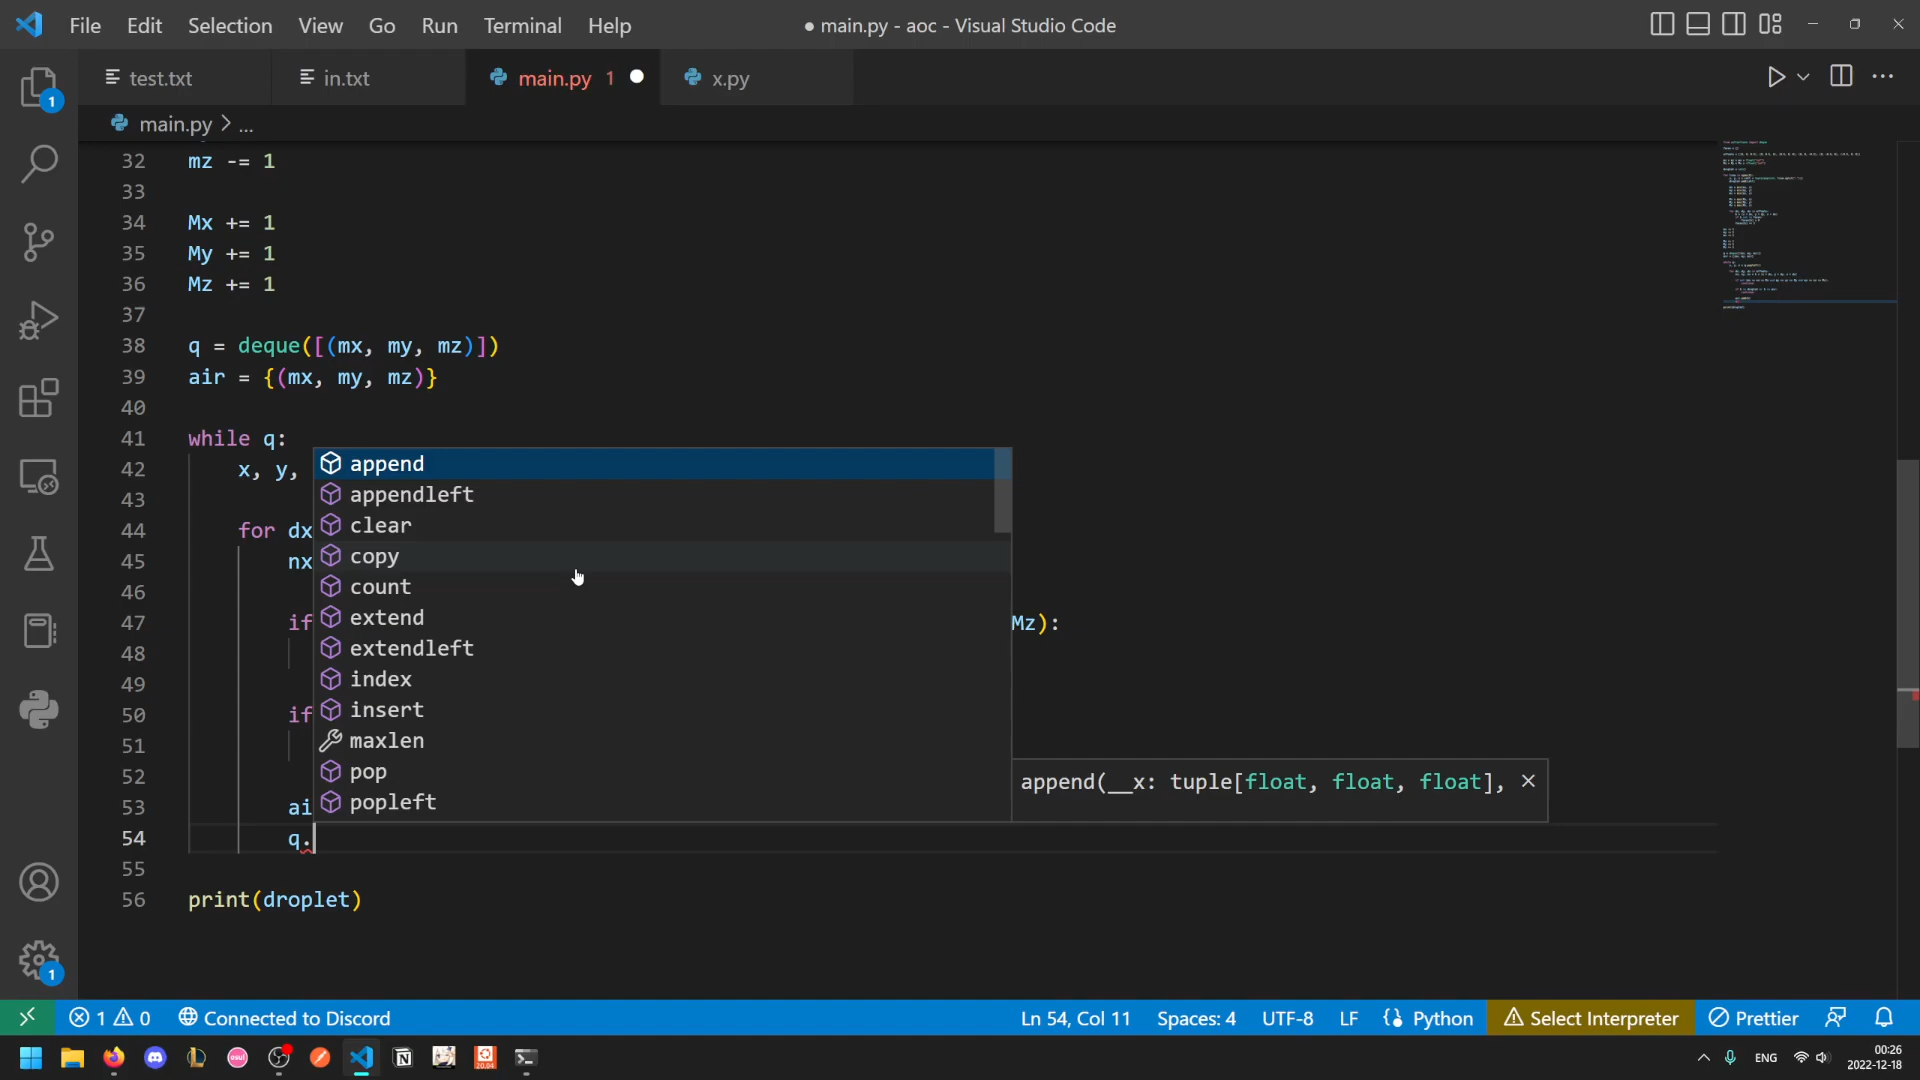 File Edit Selection View Go Run Terminal Help ● main.py - aoc - Visual Studio Code
test.txt in.txt main.py 1 x.py
main.py > ...
32 mz -= 1
33
34 Mx += 1
35 My += 1
36 Mz += 1
37
38 q = deque([(mx, my, mz)])
39 air = {(mx, my, mz)}
40
41 while q:
42 x, y,
append
appendleft
43
clear
44 for dx
copy
45 nx
count
46
extend
47 if Mz):
extendleft
48
index
49
insert
50 if
maxlen
51
pop
52
popleft
append(__x: tuple[float, float, float],
53 ai
54 q.
55
56 print(droplet)
1
1
1 0 Connected to Discord Ln 54, Col 11 Spaces: 4 UTF-8 LF Python Select Interpreter Prettier
osu!
20.04
ENG 00:26
2022-12-18